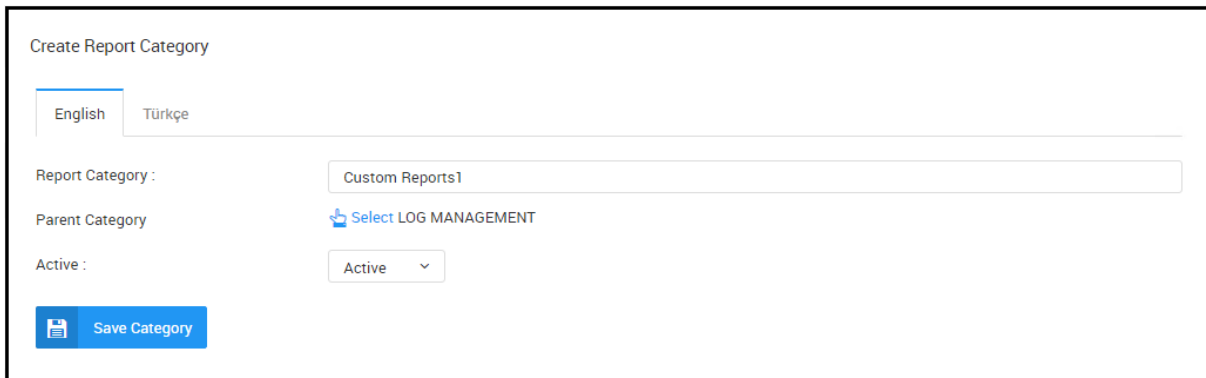 Create Report Category
English Türkçe
Report Category : Custom Reports1
Parent Category Select LOG MANAGEMENT
Active : Active
Save Category